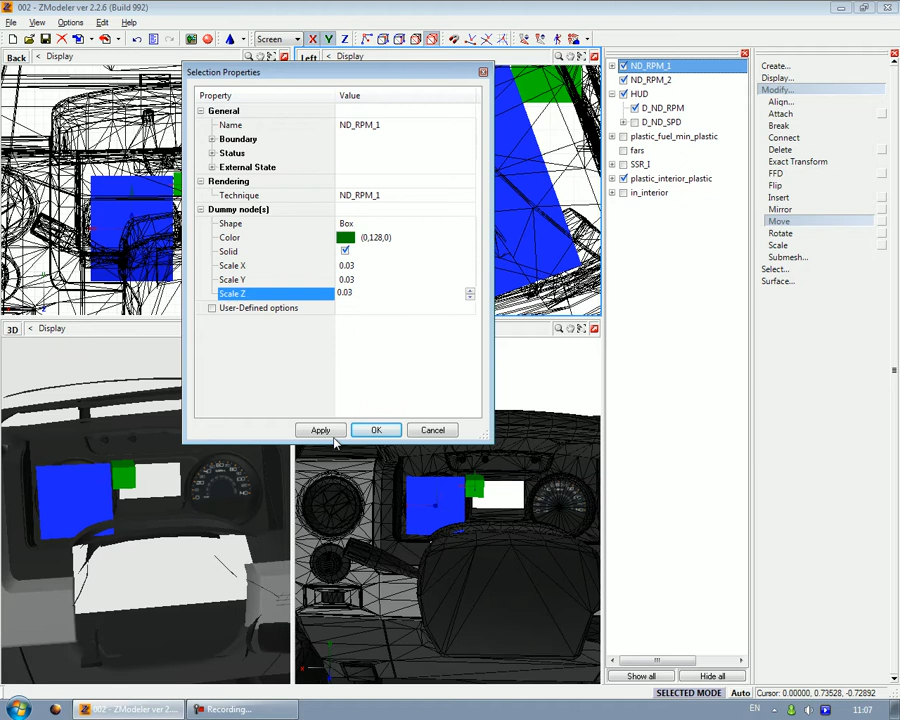 002 - ZModeler ver 2.2.6 (Build 992)
File View Options Edit Help
Screen X Y Z
Back < Display
Left < Display
Selection Properties
Property Value
General
Name ND_RPM_1
Boundary
Status
External State
Rendering
Technique ND_RPM_1
Dummy node(s)
Shape Box
Color (0,128,0)
Solid
Scale X 0.03
Scale Y 0.03
Scale Z 0.03
User-Defined options
Apply OK Cancel
3D < Display
ND_RPM_1
ND_RPM_2
HUD
D_ND_RPM
D_ND_SPD
plastic_fuel_min_plastic
fars
SSR_I
plastic_interior_plastic
in_interior
Show all Hide all
Create...
Display...
Modify...
Align...
Attach
Break
Connect
Delete
Exact Transform
FFD
Flip
Insert
Mirror
Move
Rotate
Scale
Submesh...
Select...
Surface...
SELECTED MODE Auto Cursor: 0.00000, 0.73528, -0.72892
002 - ZModeler ver 2....
Recording...
EN 11:07